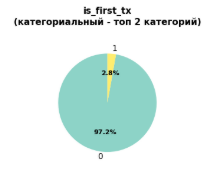 is_first_tx
(категориальный - топ 2 категорий)
1
2.8%
97.2%
0